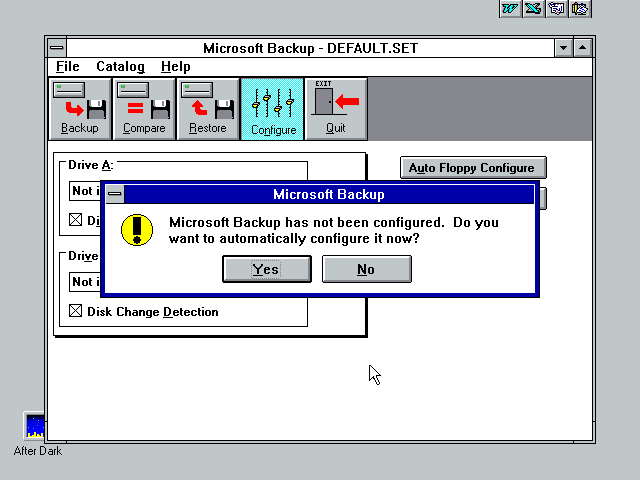 Microsoft Backup - DEFAULT.SET
File Catalog Help
EXIT
Backup Compare Restore Configure Quit
Drive A:
Auto Floppy Configure
Not i
Microsoft Backup
Microsoft Backup has not been configured. Do you
want to automatically configure it now?
Yes No
Not i
Disk Change Detection
After Dark